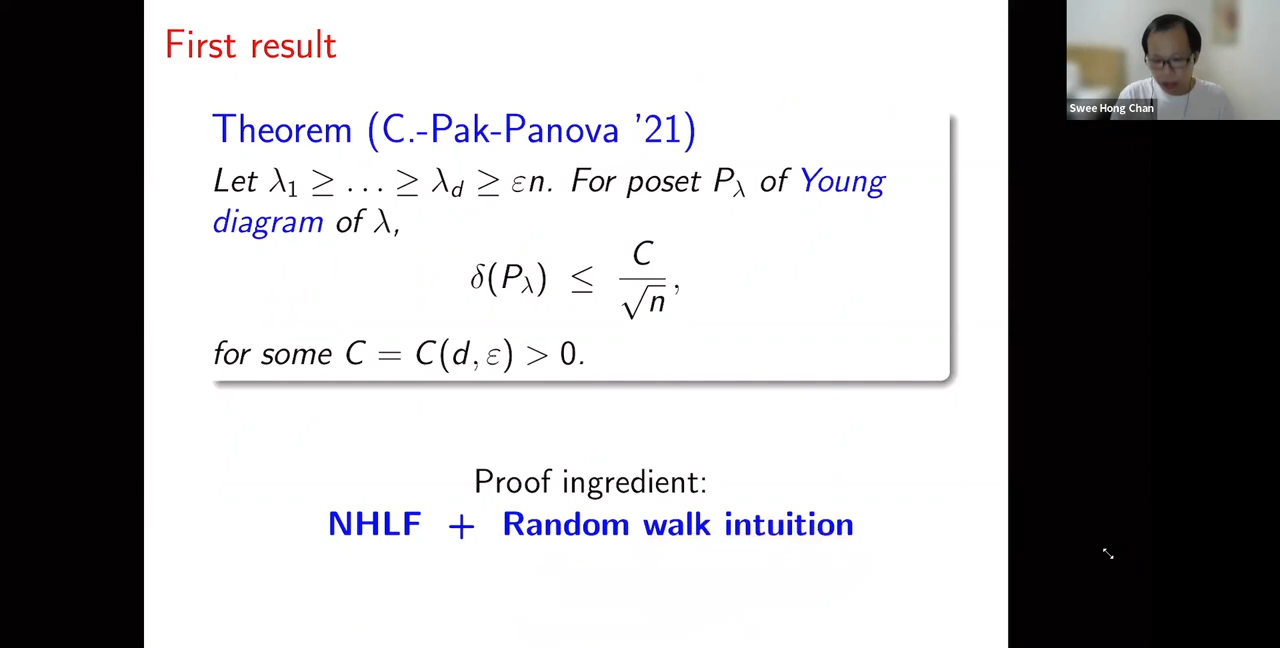 First result
Theorem (C.-Pak-Panova '21)
Let λ₁ ≥ … ≥ λ_d ≥ εn. For poset P_λ of Young
diagram of λ,
δ(P_λ) ≤ C/√n,
for some C = C(d, ε) > 0.
Proof ingredient:
NHLF + Random walk intuition
Swee Hong Chan